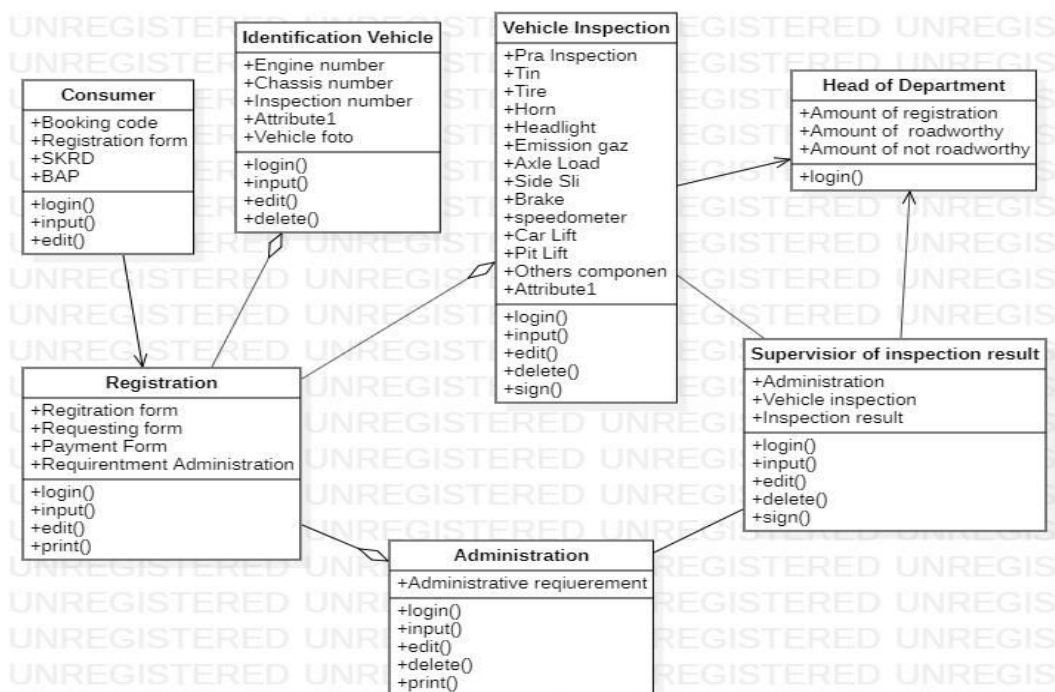 Consumer
+Booking code
+Registration form
+SKRD
+BAP
+login()
+input()
+edit()
Identification Vehicle
+Engine number
+Chassis number
+Inspection number
+Attribute1
+Vehicle foto
+login()
+input()
+edit()
+delete()
Vehicle Inspection
+Pra Inspection
+Tin
+Tire
+Horn
+Headlight
+Emission gaz
+Axle Load
+Side Sli
+Brake
+speedometer
+Car Lift
+Pit Lift
+Others componen
+Attribute1
+login()
+input()
+edit()
+delete()
+sign()
Head of Department
+Amount of registration
+Amount of roadworthy
+Amount of not roadworthy
+login()
Registration
+Regitration form
+Requesting form
+Payment Form
+Requirentment Administration
+login()
+input()
+edit()
+print()
Supervisior of inspection result
+Administration
+Vehicle inspection
+Inspection result
+login()
+input()
+edit()
+delete()
+sign()
Administration
+Administrative reqiuerement
+login()
+input()
+edit()
+delete()
+print()
UNREGISTERED